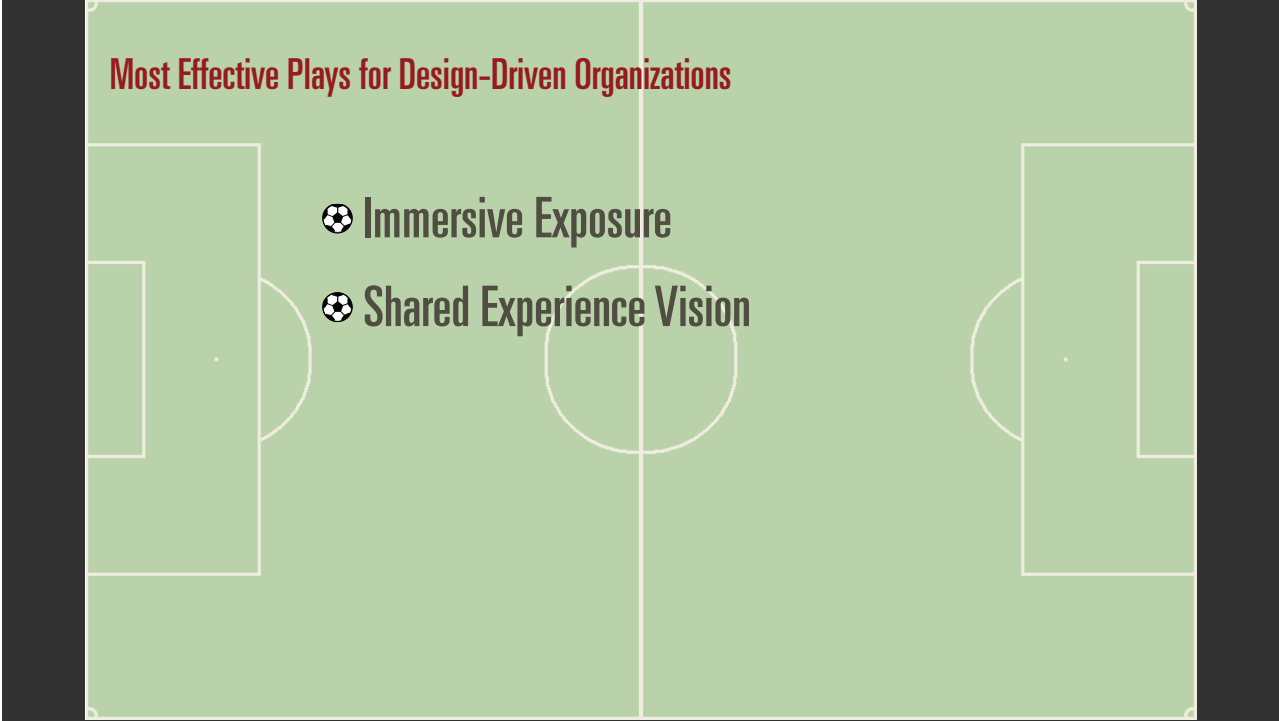 Most Effective Plays for Design-Driven Organizations
Immersive Exposure
Shared Experience Vision